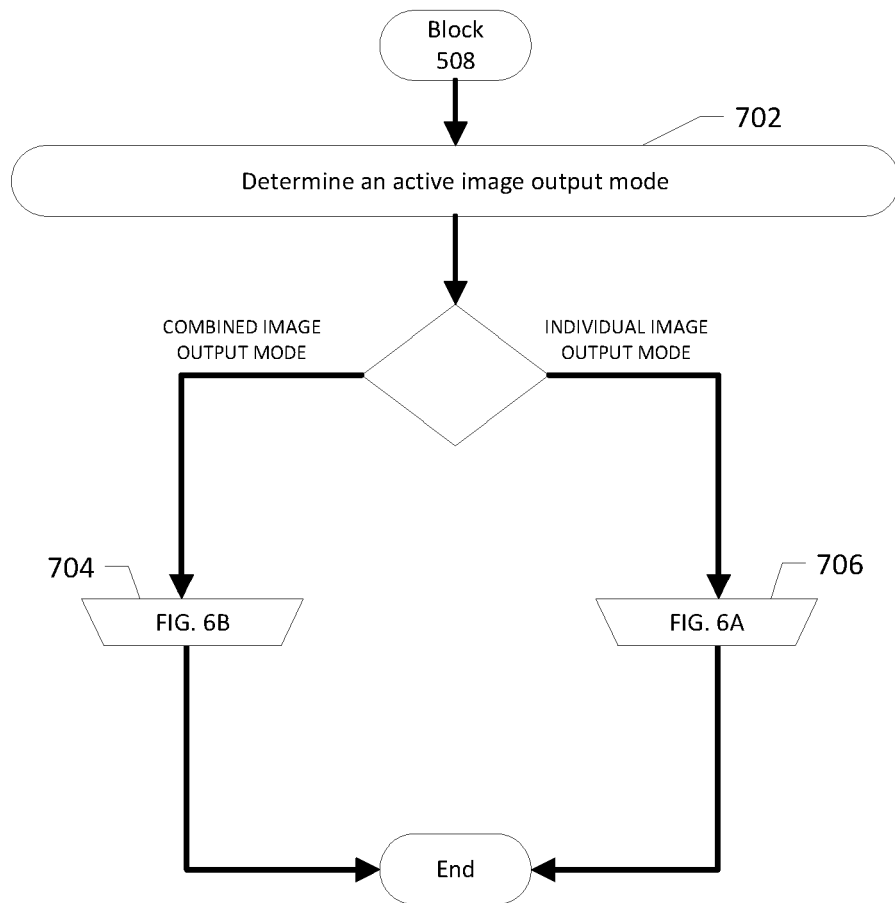 Block
508
702
Determine an active image output mode
COMBINED IMAGE
OUTPUT MODE
INDIVIDUAL IMAGE
OUTPUT MODE
704
FIG. 6B
706
FIG. 6A
End